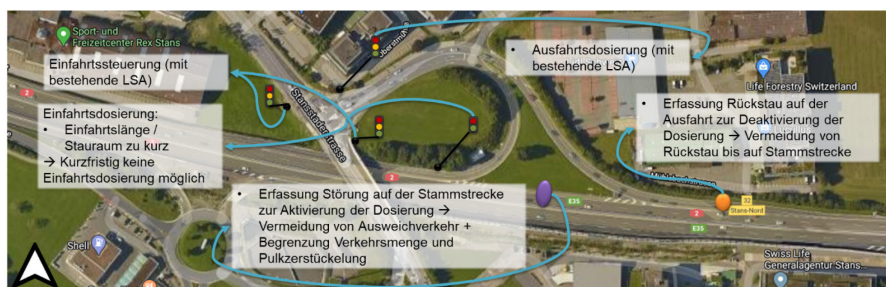 Sport- und
Freizeitcenter Rex Stans
Einfahrtssteuerung (mit
bestehende LSA)
Einfahrtsdosierung:
• Einfahrtslänge /
Stauraum zu kurz
→ Kurzfristig keine
Einfahrtsdosierung möglich
Stansstaderstrasse
• Ausfahrtsdosierung (mit
bestehende LSA)
Life Forestry Switzerland
• Erfassung Rückstau auf der
Ausfahrt zur Deaktivierung der
Dosierung → Vermeidung von
Rückstau bis auf Stammstrecke
• Erfassung Störung auf der Stammstrecke
zur Aktivierung der Dosierung →
Vermeidung von Ausweichverkehr +
Begrenzung Verkehrsmenge und
Pulkzerstückelung
2
2
E35
2
E35
32
Stans-Nord
Shell
Swiss Life
Generalagentur Stans...